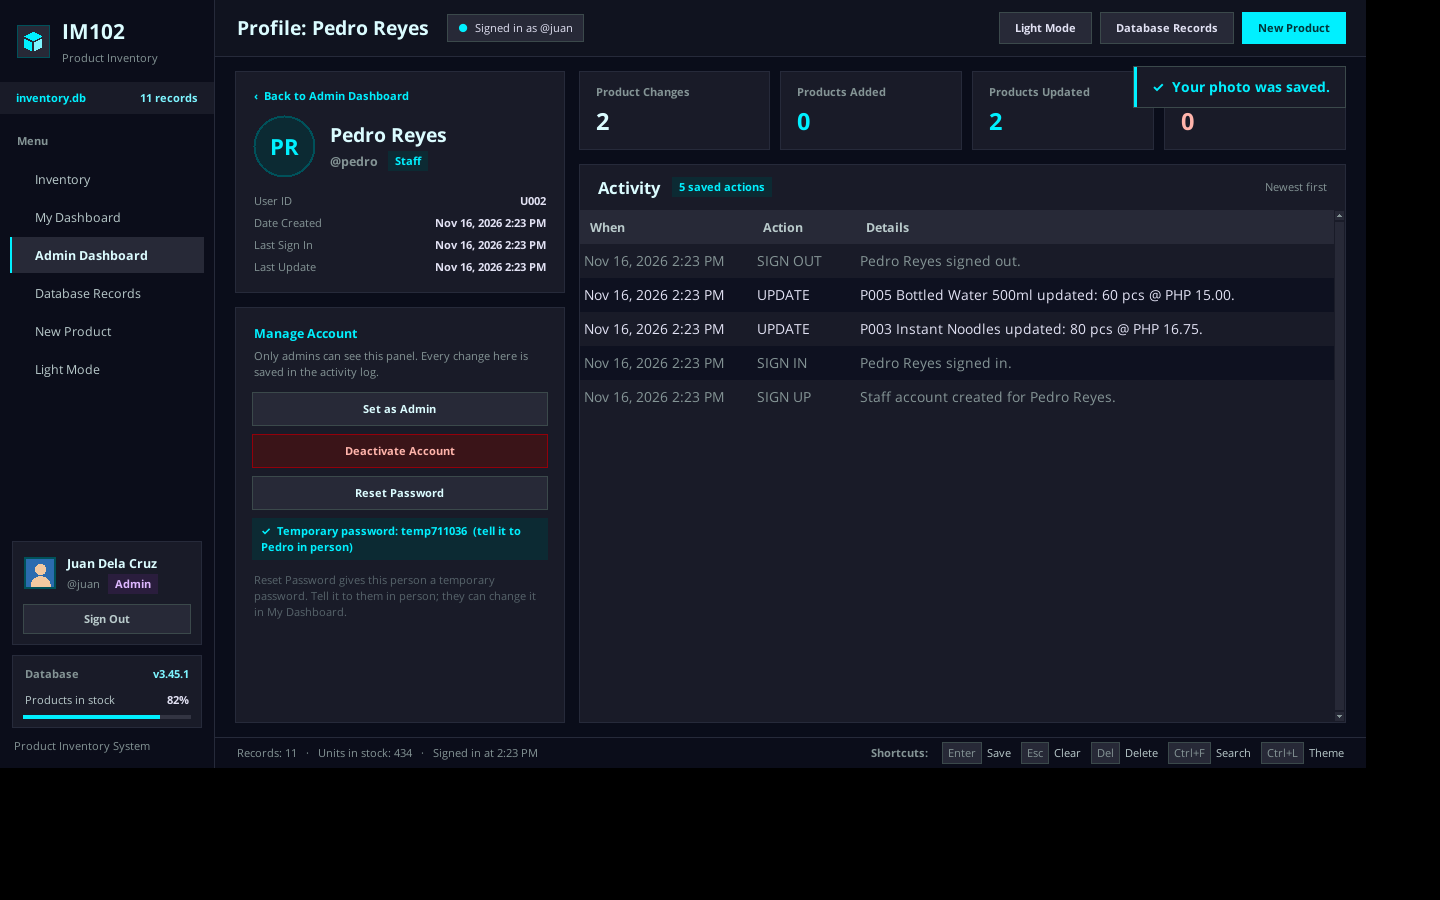 IM102
Product Inventory
inventory.db 11 records
Menu
Inventory
My Dashboard
Admin Dashboard
Database Records
New Product
Light Mode
Juan Dela Cruz
@juan Admin
Sign Out
Database v3.45.1
Products in stock 82%
Product Inventory System
Profile: Pedro Reyes
Signed in as @juan
Light Mode
Database Records
New Product
‹ Back to Admin Dashboard
PR
Pedro Reyes
@pedro Staff
User ID U002
Date Created Nov 16, 2026 2:23 PM
Last Sign In Nov 16, 2026 2:23 PM
Last Update Nov 16, 2026 2:23 PM
Manage Account
Only admins can see this panel. Every change here is
saved in the activity log.
Set as Admin
Deactivate Account
Reset Password
✓ Temporary password: temp711036 (tell it to
Pedro in person)
Reset Password gives this person a temporary
password. Tell it to them in person; they can change it
in My Dashboard.
Product Changes
2
Products Added
0
Products Updated
2
✓ Your photo was saved.
0
Activity 5 saved actions Newest first
When Action Details
Nov 16, 2026 2:23 PM SIGN OUT Pedro Reyes signed out.
Nov 16, 2026 2:23 PM UPDATE P005 Bottled Water 500ml updated: 60 pcs @ PHP 15.00.
Nov 16, 2026 2:23 PM UPDATE P003 Instant Noodles updated: 80 pcs @ PHP 16.75.
Nov 16, 2026 2:23 PM SIGN IN Pedro Reyes signed in.
Nov 16, 2026 2:23 PM SIGN UP Staff account created for Pedro Reyes.
Records: 11 · Units in stock: 434 · Signed in at 2:23 PM
Shortcuts: Enter Save Esc Clear Del Delete Ctrl+F Search Ctrl+L Theme